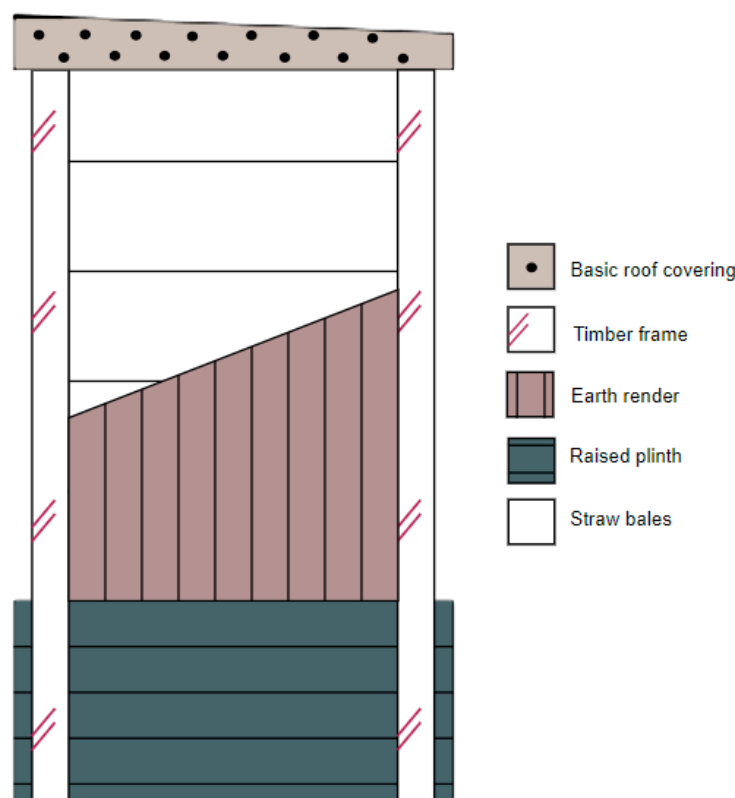 Basic roof covering
Timber frame
Earth render
Raised plinth
Straw bales